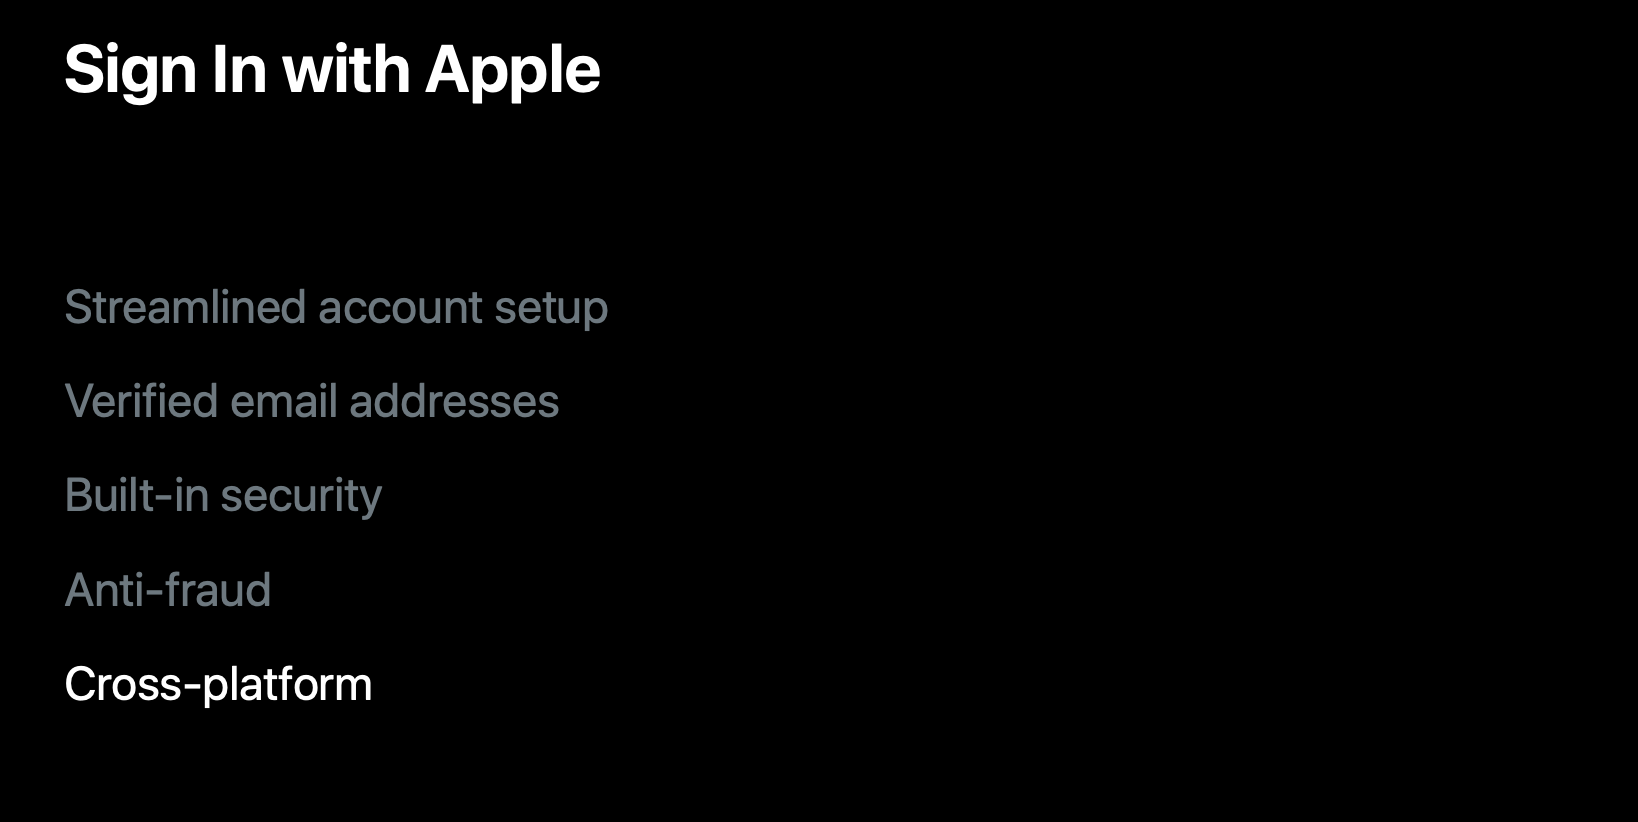 Sign In with Apple
Streamlined account setup
Verified email addresses
Built-in security
Anti-fraud
Cross-platform